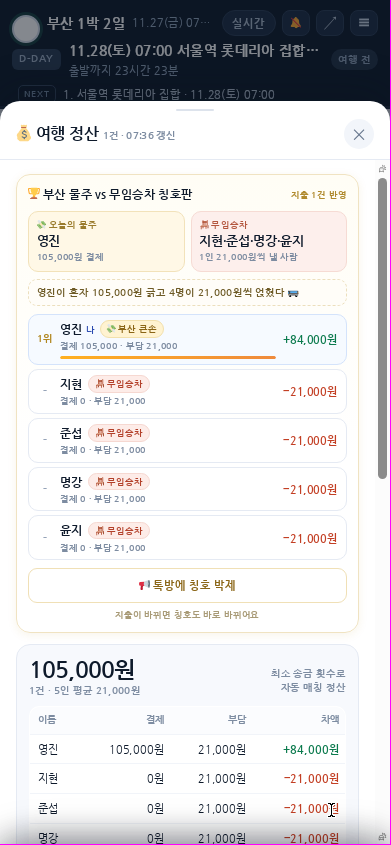 부산 1박 2일 11.27(금) 07… 실시간
D-DAY 11.28(토) 07:00 서울역 롯데리아 집합… 여행 전
출발까지 23시간 23분
NEXT 1. 서울역 롯데리아 집합 · 11.28(토) 07:00
여행 정산 1건 · 07:36 갱신
부산 물주 vs 무임승차 칭호판 지출 1건 반영
오늘의 물주
영진
105,000원 결제
무임승차
지현·준섭·명강·윤지
1인 21,000원씩 낼 사람
영진이 혼자 105,000원 긁고 4명이 21,000원씩 얹혔다
1위 영진 나 부산 큰손 +84,000원
결제 105,000 · 부담 21,000
- 지현 무임승차 −21,000원
결제 0 · 부담 21,000
- 준섭 무임승차 −21,000원
결제 0 · 부담 21,000
- 명강 무임승차 −21,000원
결제 0 · 부담 21,000
- 윤지 무임승차 −21,000원
결제 0 · 부담 21,000
톡방에 칭호 박제
지출이 바뀌면 칭호도 바로 바뀌어요
105,000원
1건 · 5인 평균 21,000원
최소 송금 횟수로
자동 매칭 정산
이름 결제 부담 차액
영진 105,000원 21,000원 +84,000원
지현 0원 21,000원 −21,000원
준섭 0원 21,000원 −21,000원
명강 0원 21,000원 −21,000원